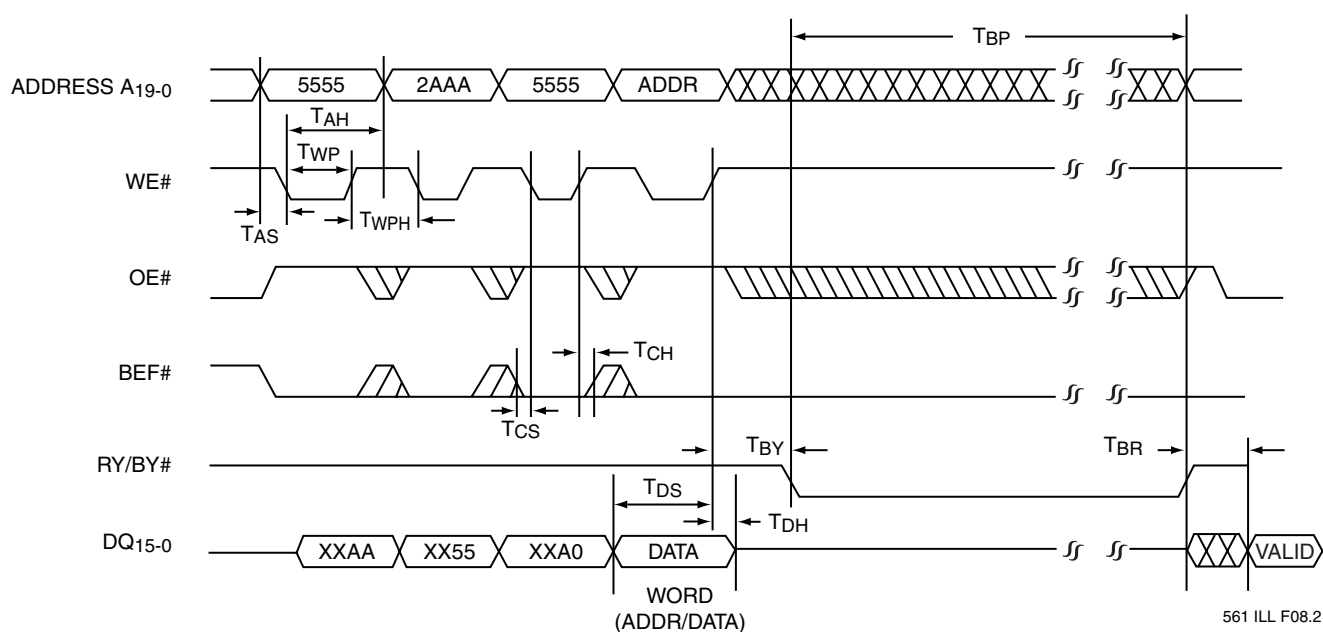 TBP
ADDRESS A19-0 5555 2AAA 5555 ADDR
TAH
TWP
WE#
TAS TWPH
OE#
TCH
BEF#
TCS
TBY TBR
RY/BY#
TDS
TDH
DQ15-0 XXAA XX55 XXA0 DATA VALID
WORD
(ADDR/DATA)
561 ILL F08.2